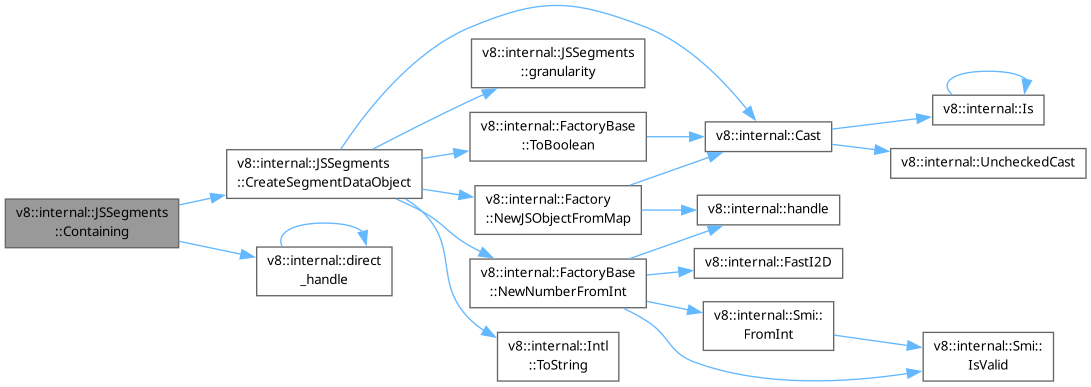 v8::internal::JSSegments
::Containing
v8::internal::JSSegments
::CreateSegmentDataObject
v8::internal::direct
_handle
v8::internal::JSSegments
::granularity
v8::internal::FactoryBase
::ToBoolean
v8::internal::Factory
::NewJSObjectFromMap
v8::internal::FactoryBase
::NewNumberFromInt
v8::internal::Intl
::ToString
v8::internal::Cast
v8::internal::handle
v8::internal::FastI2D
v8::internal::Smi::
FromInt
v8::internal::Is
v8::internal::UncheckedCast
v8::internal::Smi::
IsValid